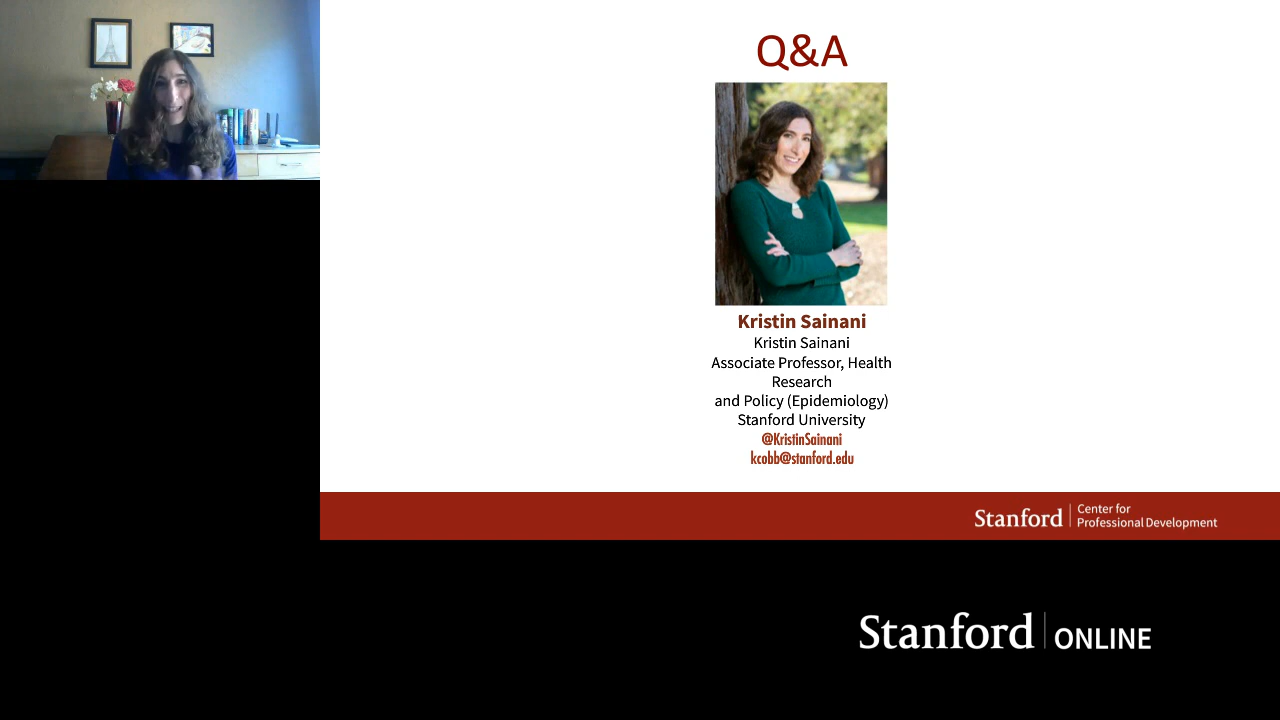 Q&A
Kristin Sainani
Kristin Sainani
Associate Professor, Health
Research
and Policy (Epidemiology)
Stanford University
@KristinSainani
kcobb@stanford.edu
Stanford
Center for
Professional Development
Stanford ONLINE